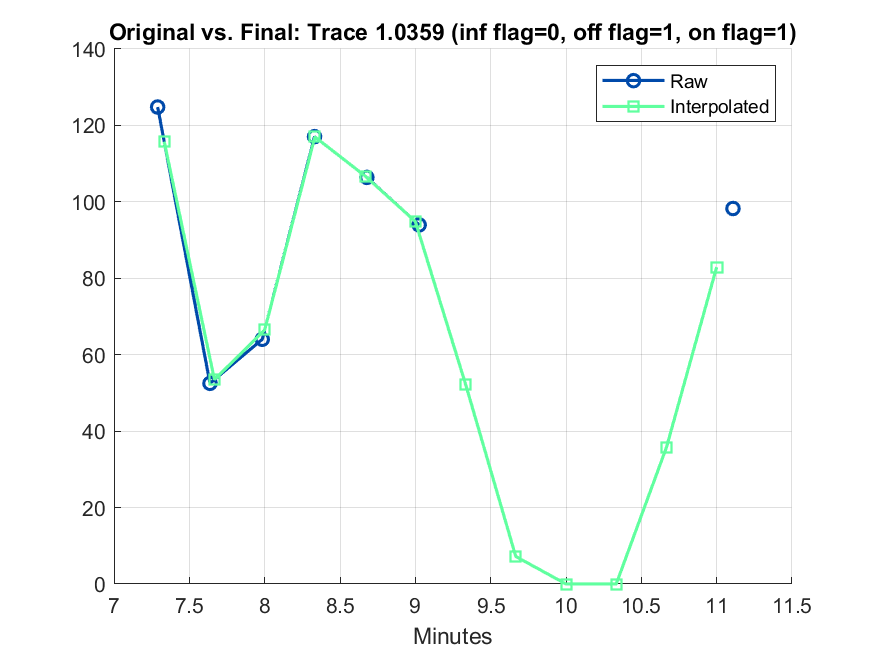 Original vs. Final: Trace 1.0359 (inf flag=0, off flag=1, on flag=1)
140
120
100
80
60
40
20
0
Raw
Interpolated
7 7.5 8 8.5 9 9.5 10 10.5 11 11.5
Minutes